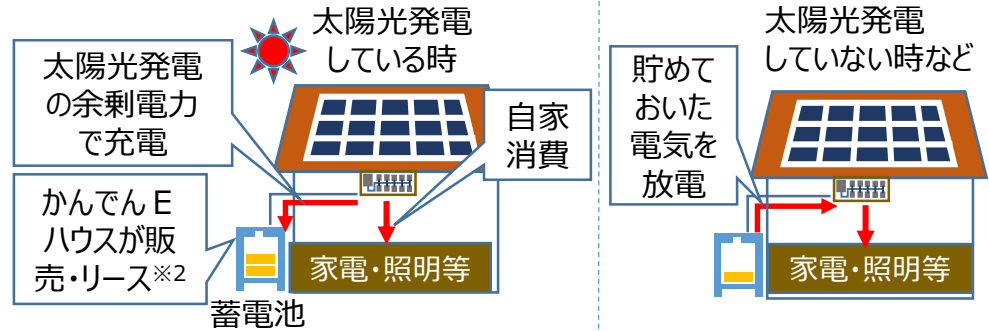 太陽光発電
している時
太陽光発電
の余剰電力
で充電
自家
消費
かんでんE
ハウスが販
売・リース※2
家電・照明等
蓄電池
太陽光発電
していない時など
貯めて
おいた
電気を
放電
家電・照明等